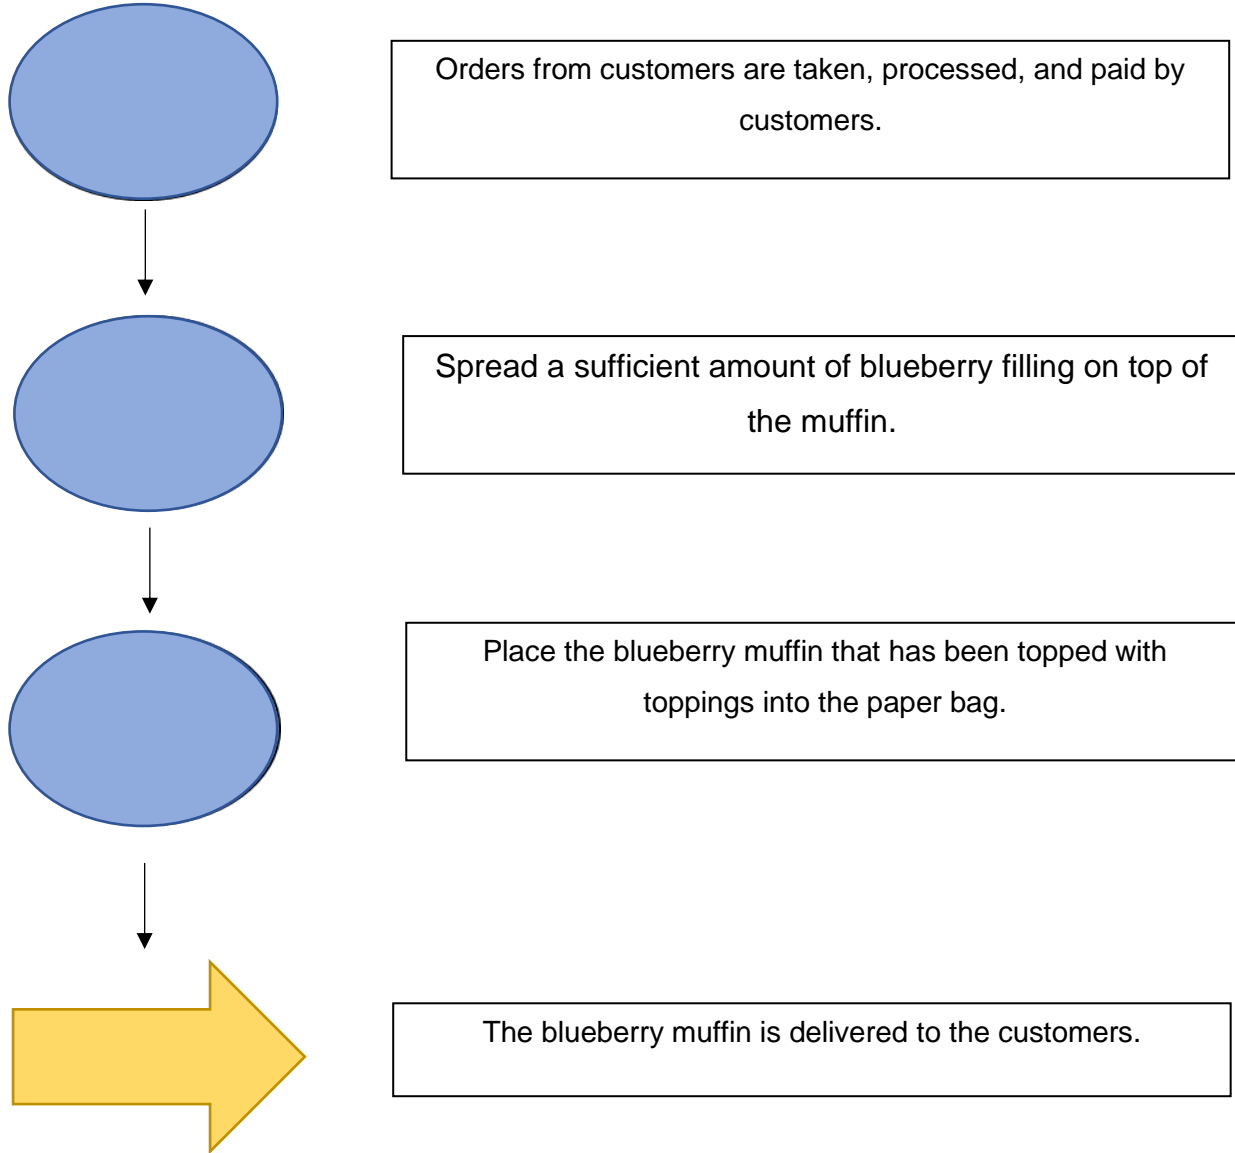 Orders from customers are taken, processed, and paid by
customers.
Spread a sufficient amount of blueberry filling on top of
the muffin.
Place the blueberry muffin that has been topped with
toppings into the paper bag.
The blueberry muffin is delivered to the customers.